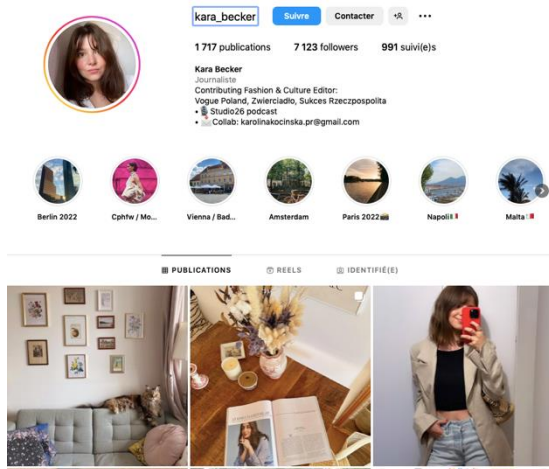 kara_becker Suivre Contacter
1 717 publications 7 123 followers 991 suivi(e)s
Kara Becker
Journaliste
Contributing Fashion & Culture Editor:
Vogue Poland, Zwierciadło, Sukces Rzeczpospolita
• Studio26 podcast
• Collab: karolinakocinska.pr@gmail.com
Berlin 2022 Cphfw / Mo... Vienna / Bad... Amsterdam Paris 2022📸 Napoli🇮🇹 Malta🇲🇹
PUBLICATIONS REELS IDENTIFIÉ(E)